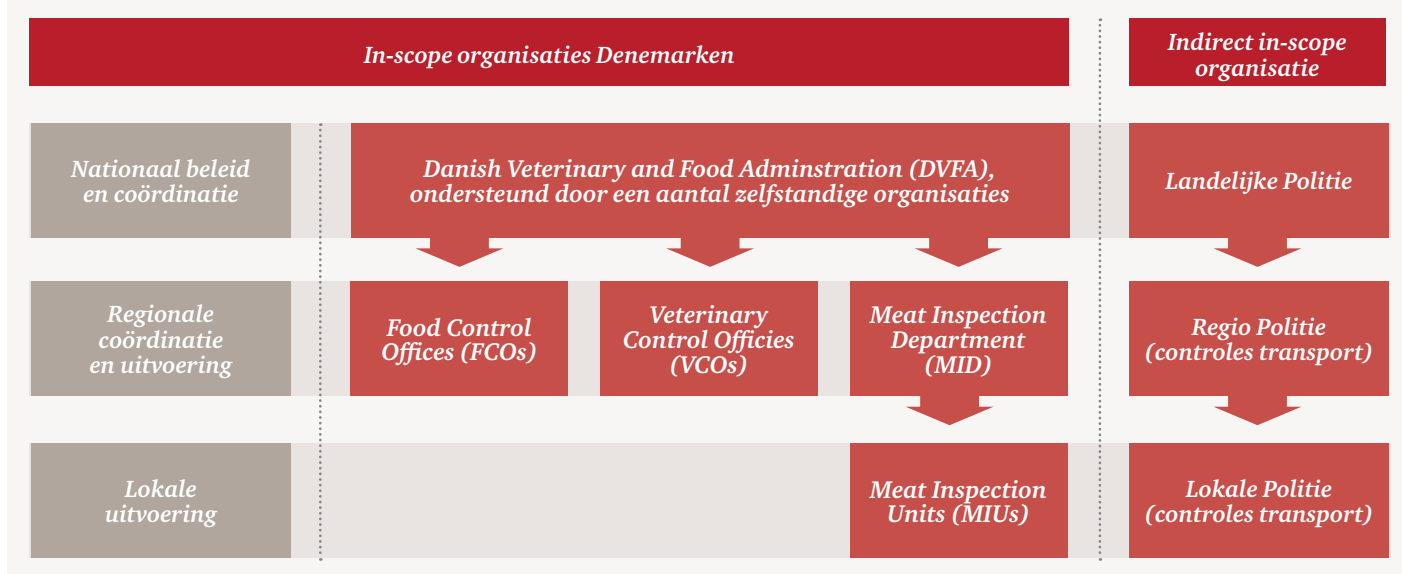 In-scope organisaties Denemarken
Indirect in-scope
organisatie
Nationaal beleid
en coördinatie
Danish Veterinary and Food Adminstration (DVFA),
ondersteund door een aantal zelfstandige organisaties
Landelijke Politie
Regionale
coördinatie
en uitvoering
Food Control
Offices (FCOs)
Veterinary
Control Officies
(VCOs)
Meat Inspection
Department
(MID)
Regio Politie
(controles transport)
Lokale
uitvoering
Meat Inspection
Units (MIUs)
Lokale Politie
(controles transport)